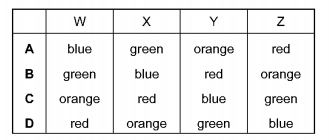 W X Y Z
A blue green orange red
B green blue red orange
C orange red blue green
D red orange green blue